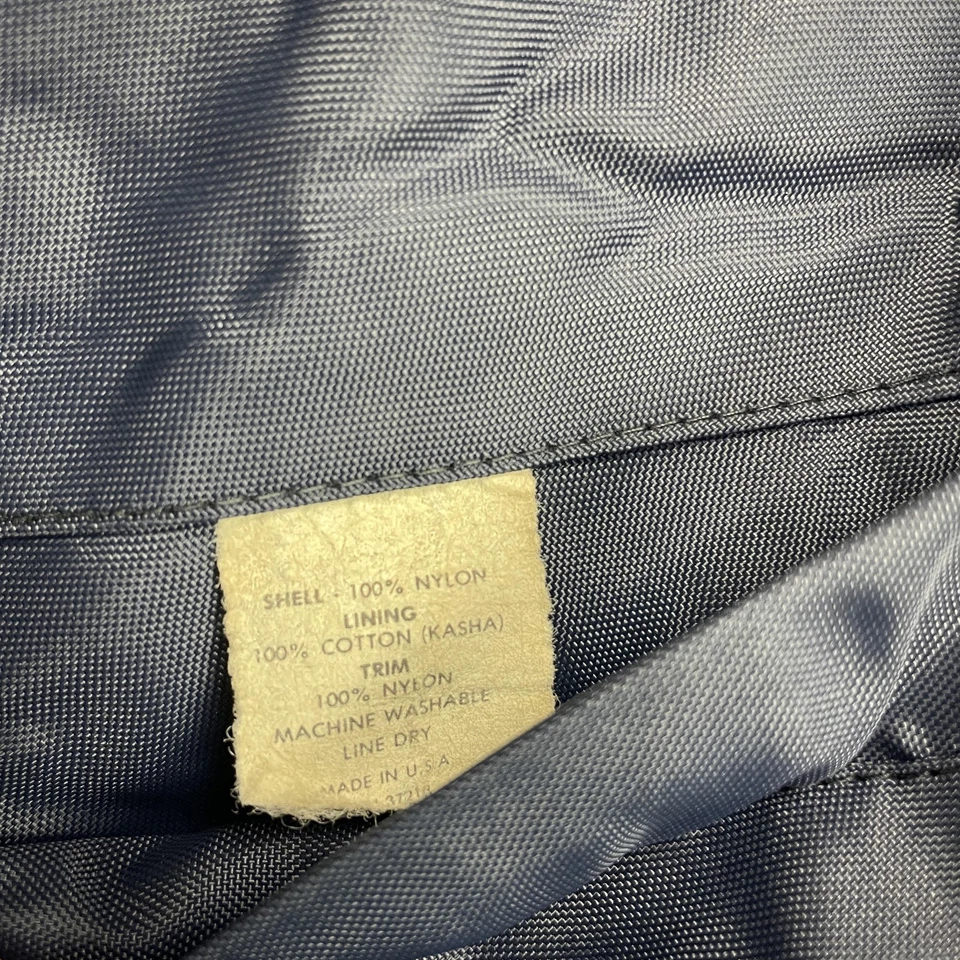 SHELL - 100% NYLON
LINING
100% COTTON (KASHA)
TRIM
100% NYLON
MACHINE WASHABLE
LINE DRY
MADE IN U.S.A